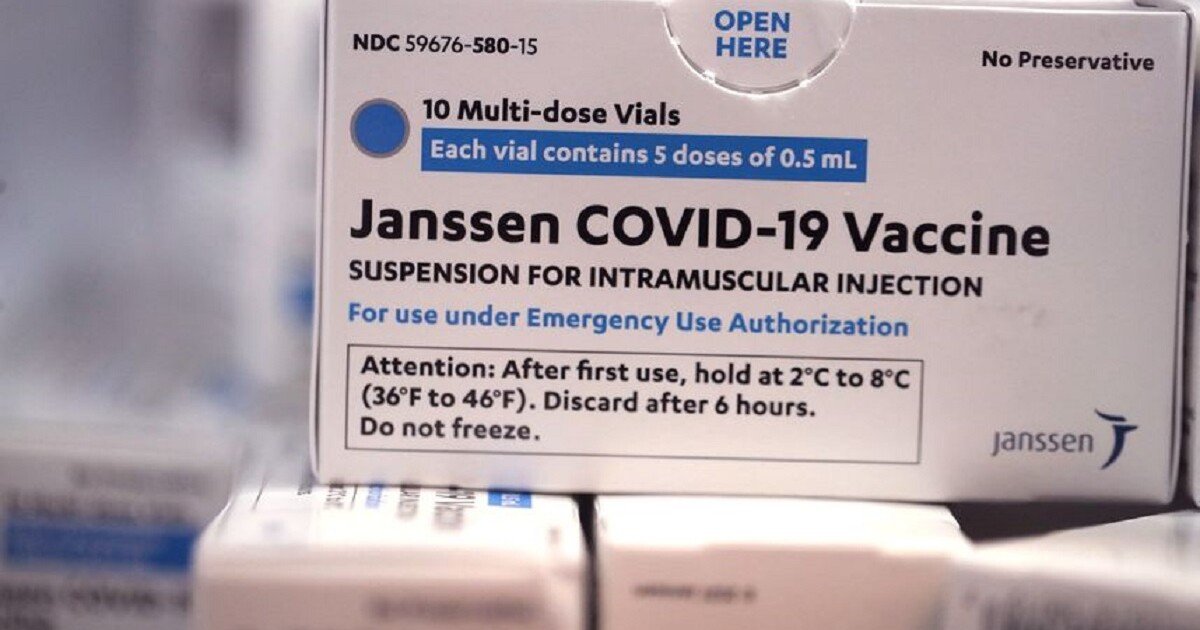 OPEN
HERE
NDC 59676-580-15
No Preservative
10 Multi-dose Vials
Each vial contains 5 doses of 0.5 mL
Janssen COVID-19 Vaccine
SUSPENSION FOR INTRAMUSCULAR INJECTION
For use under Emergency Use Authorization
Attention: After first use, hold at 2°C to 8°C
(36°F to 46°F). Discard after 6 hours.
Do not freeze.
janssen